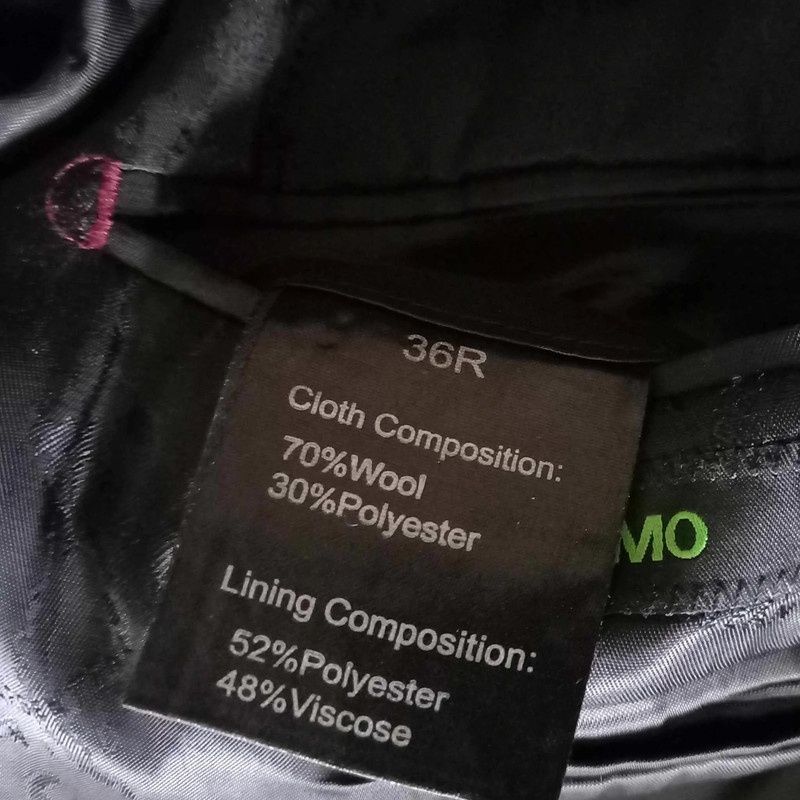 36R
Cloth Composition:
70%Wool
30%Polyester
Lining Composition:
52%Polyester
48%Viscose
MO